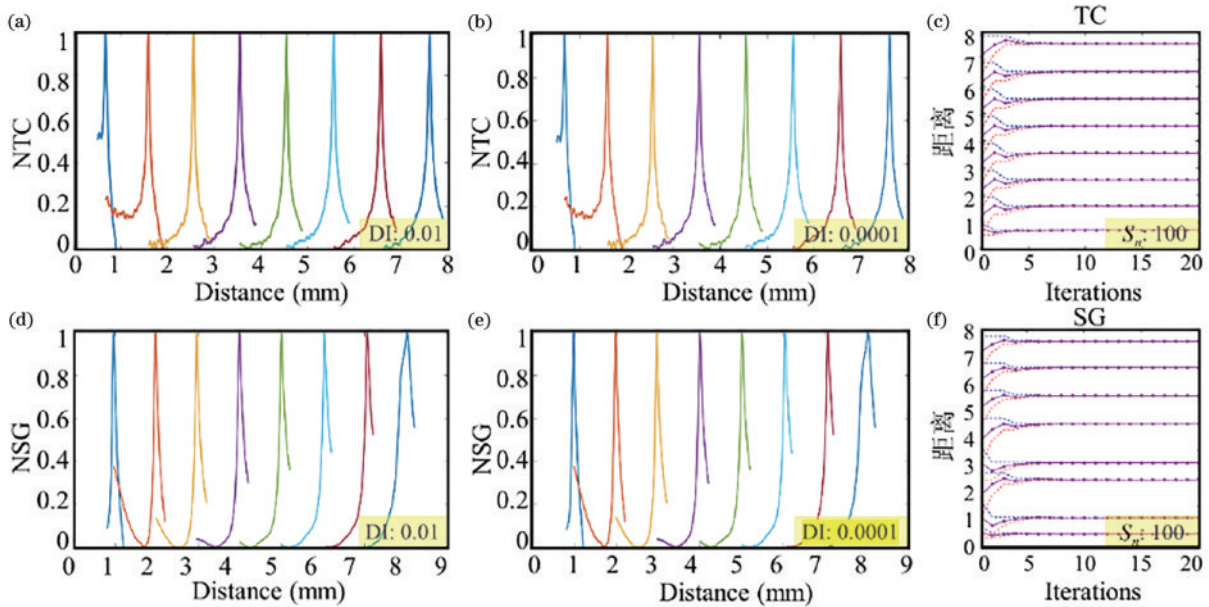 (a)
1
0.8
0.6
0.4
0.2
0
NTC
DI: 0.01
0 1 2 3 4 5 6 7 8
Distance (mm)
(b)
1
0.8
0.6
0.4
0.2
0
NTC
DI: 0.0001
0 1 2 3 4 5 6 7 8
Distance (mm)
(c)
TC
8
7
6
5
4
3
2
1
0
距离
Sn: 100
0 5 10 15 20
Iterations
(d)
1
0.8
0.6
0.4
0.2
0
NSG
DI: 0.01
0 1 2 3 4 5 6 7 8 9
Distance (mm)
(e)
1
0.8
0.6
0.4
0.2
0
NSG
DI: 0.0001
0 1 2 3 4 5 6 7 8 9
Distance (mm)
(f)
SG
8
7
6
5
4
3
2
1
0
距离
Sn: 100
0 5 10 15 20
Iterations